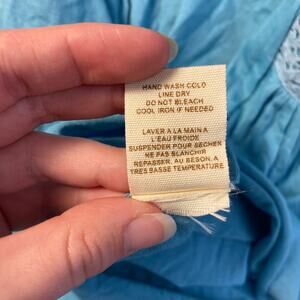 HAND WASH COLD
LINE DRY
DO NOT BLEACH
COOL IRON IF NEEDED
LAVER A LA MAIN A
L'EAU FROIDE
SUSPENDER POUR SECHER
NE PAS BLANCHIR
REPASSER, AU BESON, A
TRES BASSE TEMPERATURE